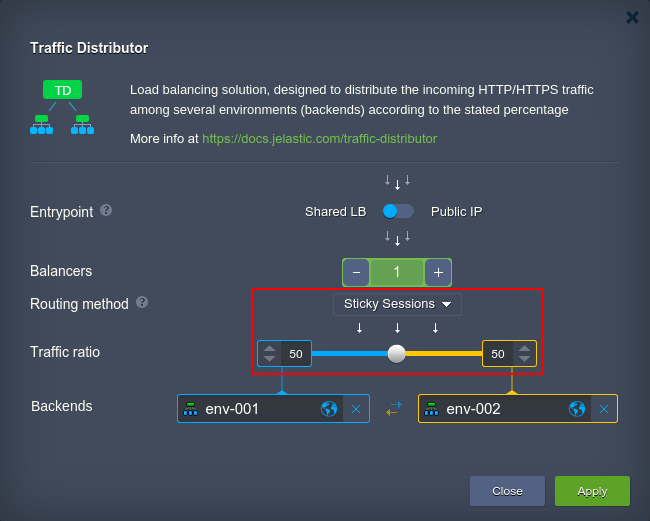 Traffic Distributor
TD
Load balancing solution, designed to distribute the incoming HTTP/HTTPS traffic
among several environments (backends) according to the stated percentage
More info at https://docs.jelastic.com/traffic-distributor
Entrypoint ?
Shared LB
Public IP
Balancers
− 1 +
Routing method ?
Sticky Sessions
Traffic ratio
50
50
Backends
env-001
env-002
Close
Apply